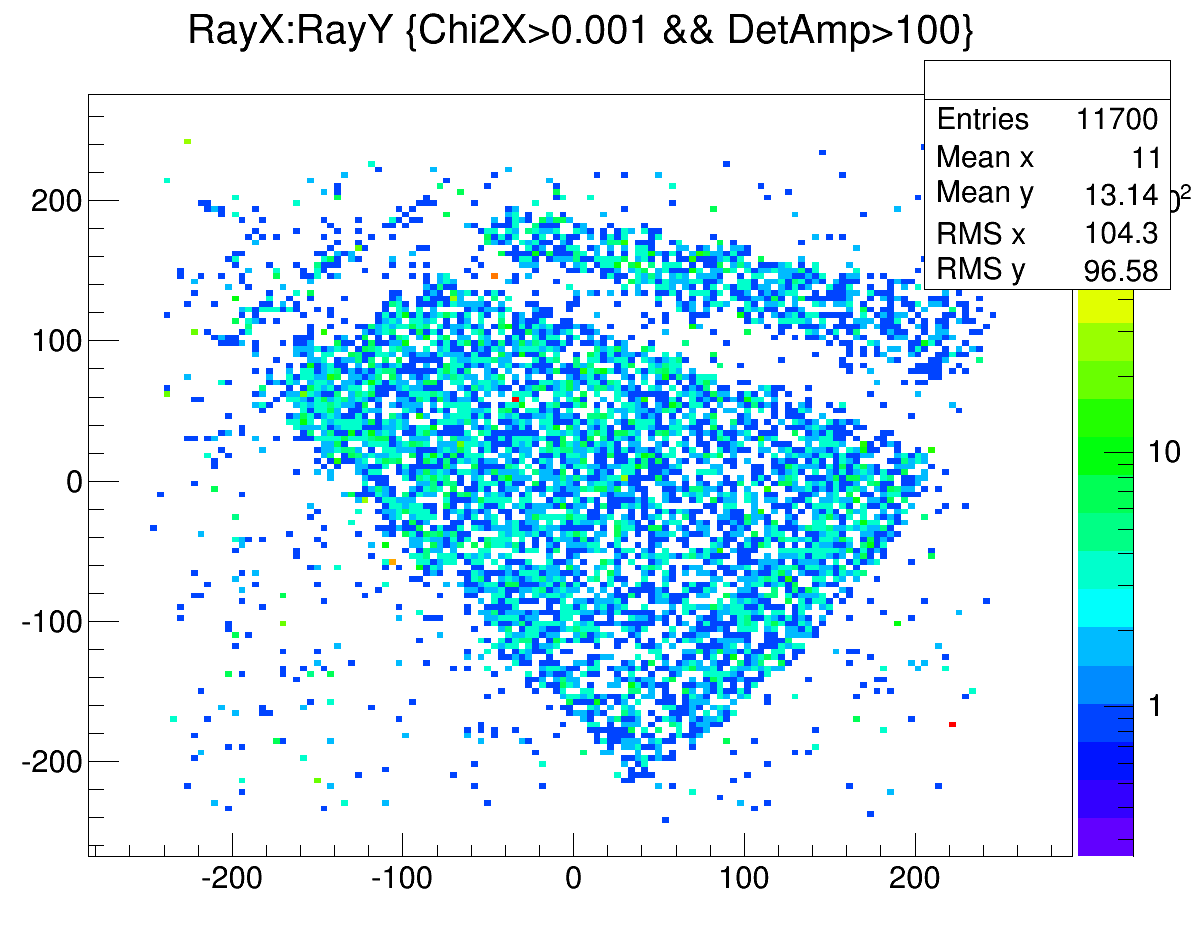 RayX:RayY {Chi2X>0.001 && DetAmp>100}
Entries 11700
Mean x 11
Mean y 13.14
RMS x 104.3
RMS y 96.58
200
100
0
-100
-200
-200 -100 0 100 200
10
1